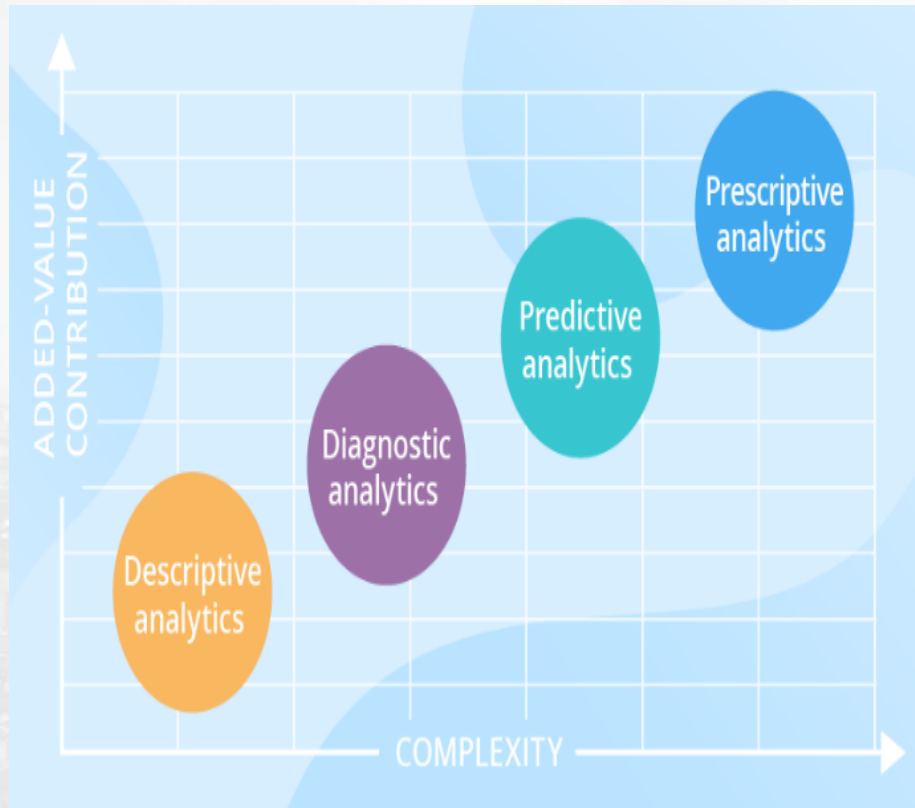 ADDED-VALUE
CONTRIBUTION
Prescriptive
analytics
Predictive
analytics
Diagnostic
analytics
Descriptive
analytics
COMPLEXITY